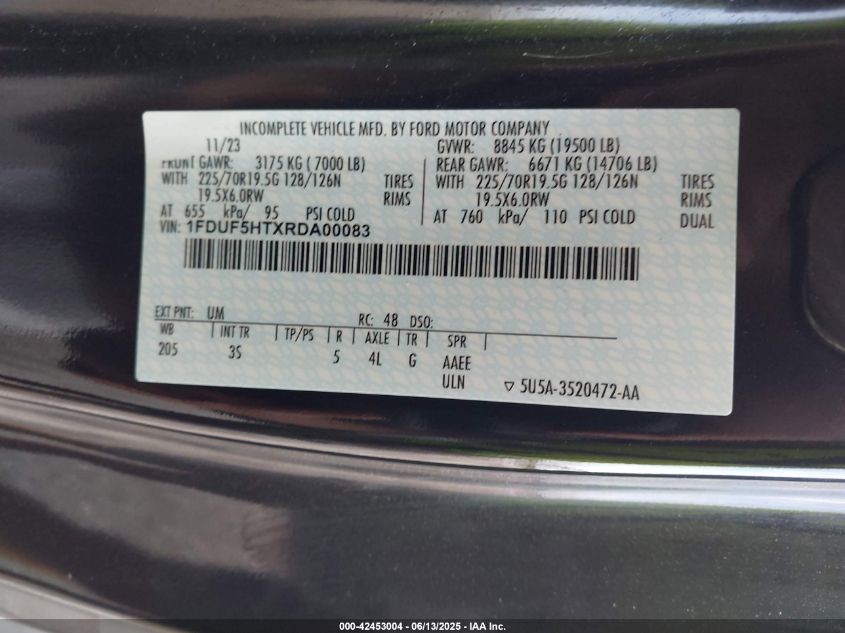 INCOMPLETE VEHICLE MFD. BY FORD MOTOR COMPANY
11/23 GVWR: 8845 KG (19500 LB)
FRONT GAWR: 3175 KG ( 7000 LB) REAR GAWR: 6671 KG (14706 LB)
WITH 225/70R19.5G 128/126N TIRES WITH 225/70R19.5G 128/126N TIRES
19.5X6.0RW RIMS 19.5X6.0RW RIMS
AT 655 kPa/ 95 PSI COLD AT 760 kPa/ 110 PSI COLD DUAL
VIN: 1FDUF5HTXRDA00083
EXT PNT: UM RC: 48 DSO:
WB | INT TR | TP/PS | R | AXLE | TR | SPR |
205 3S 5 4L G AAEE
ULN ▽ 5U5A-3520472-AA
000-42453004 - 06/13/2025 - IAA Inc.